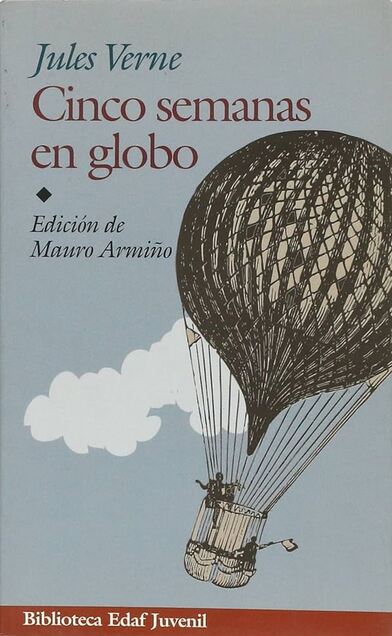 Jules Verne
Cinco semanas
en globo
Edición de
Mauro Armiño
Biblioteca Edaf Juvenil